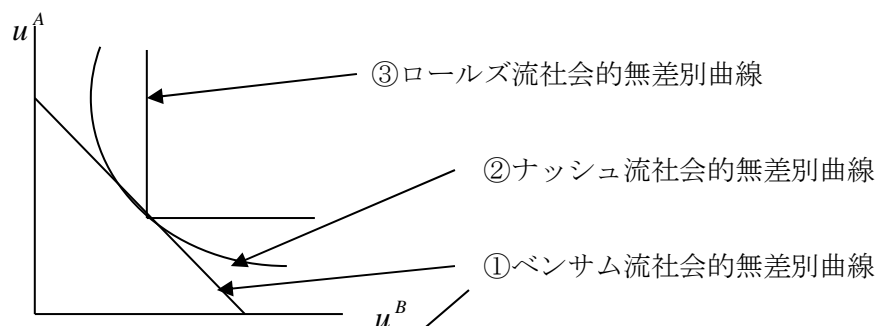 u^A
③ロールズ流社会的無差別曲線
②ナッシュ流社会的無差別曲線
①ベンサム流社会的無差別曲線
u^B